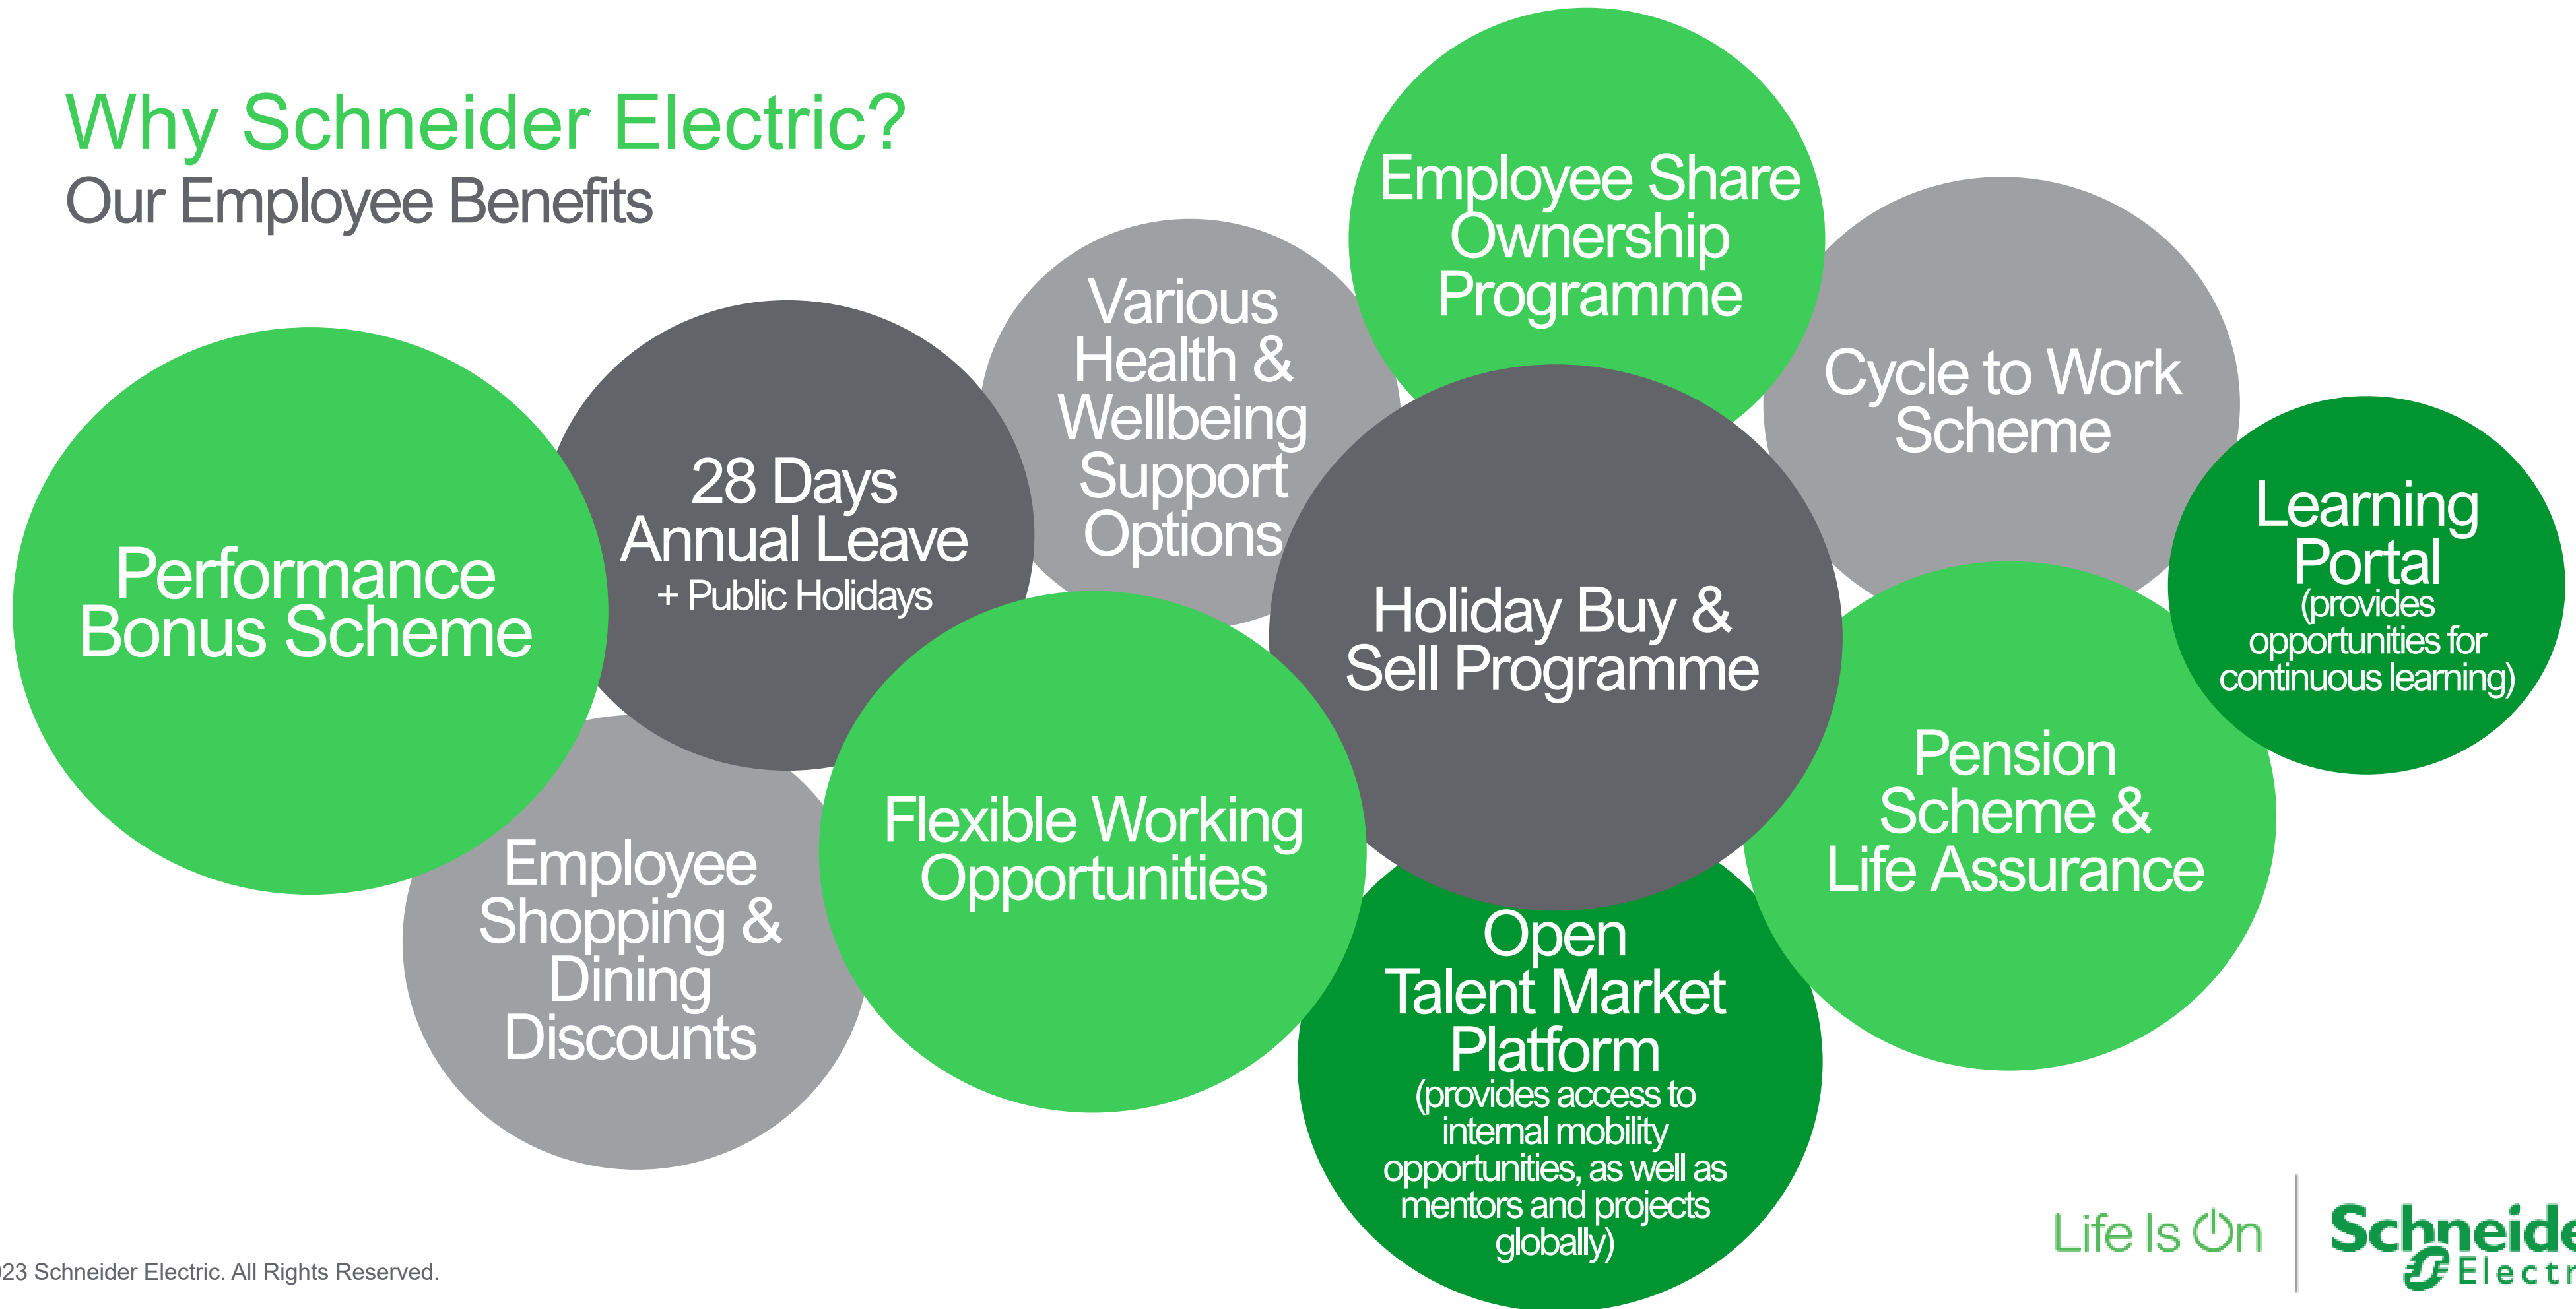 Why Schneider Electric?
Our Employee Benefits
Performance
Bonus Scheme
28 Days
Annual Leave
+ Public Holidays
Various
Health &
Wellbeing
Support
Options
Employee Share
Ownership
Programme
Cycle to Work
Scheme
Learning
Portal
(provides
opportunities for
continuous learning)
Holiday Buy &
Sell Programme
Employee
Shopping &
Dining
Discounts
Flexible Working
Opportunities
Pension
Scheme &
Life Assurance
Open
Talent Market
Platform
(provides access to
internal mobility
opportunities, as well as
mentors and projects
globally)
23 Schneider Electric. All Rights Reserved.
Life Is On
Schneide
Electr